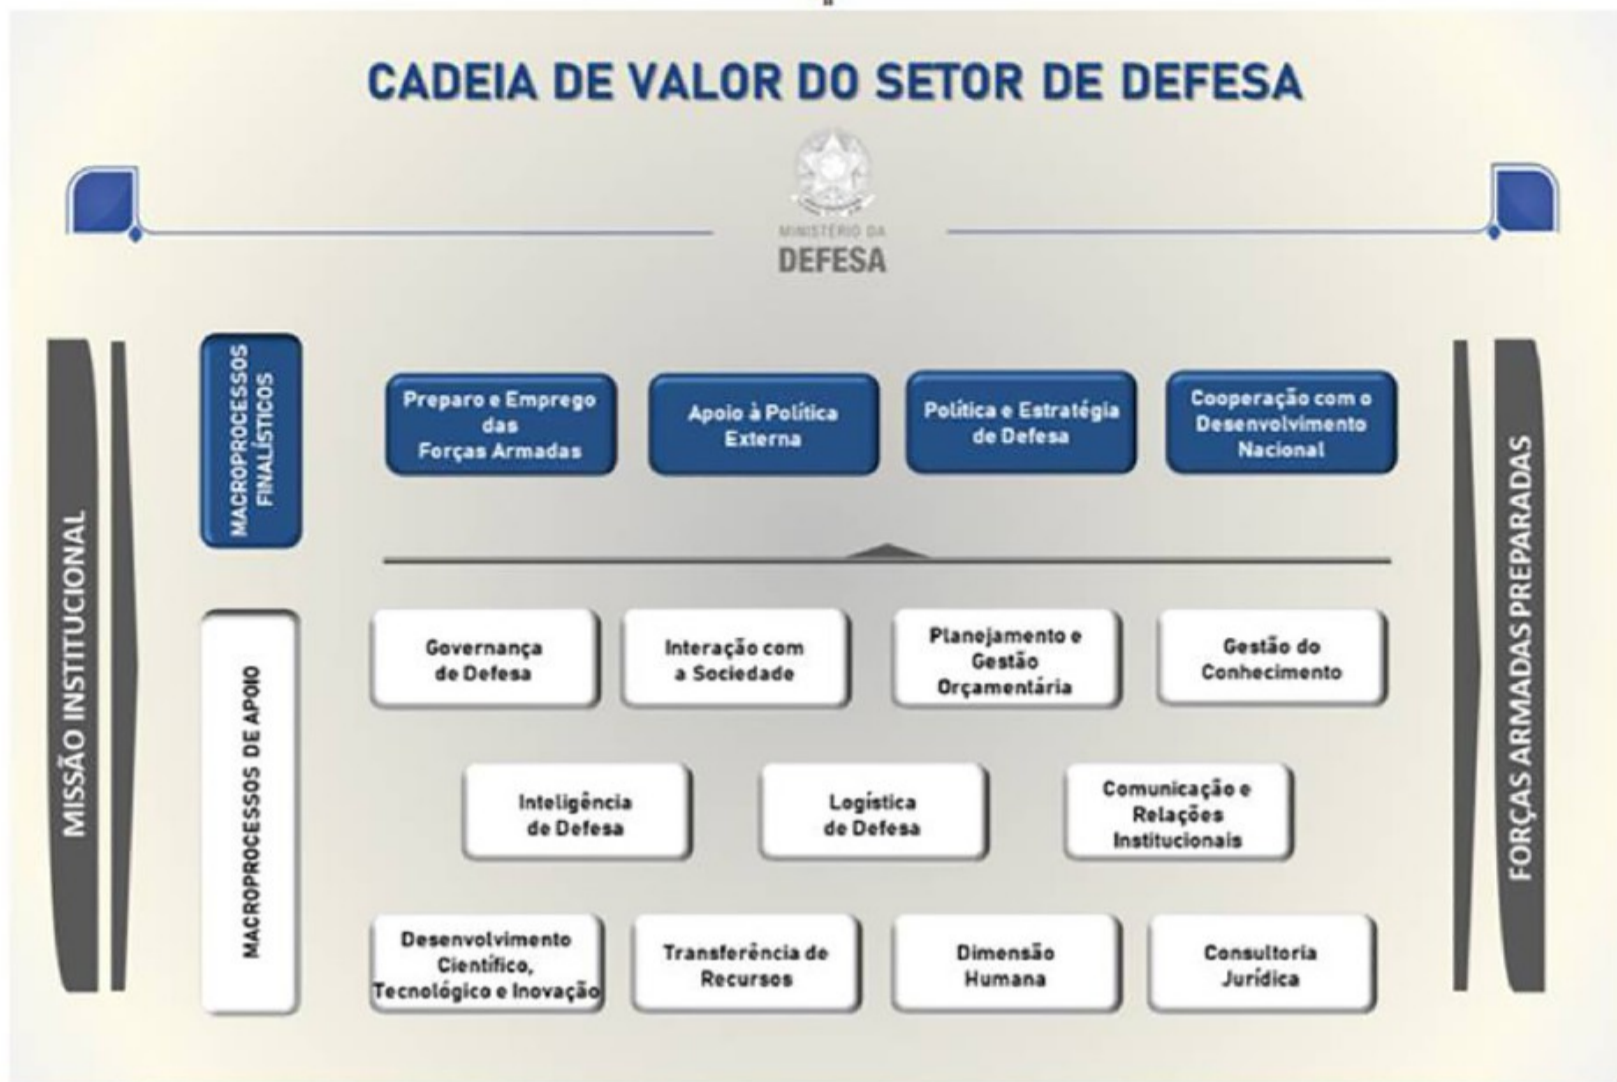 CADEIA DE VALOR DO SETOR DE DEFESA
MINISTÉRIO DA
DEFESA
MISSÃO INSTITUCIONAL
MACROPROCESSOS
FINALÍSTICOS
Preparo e Emprego
das
Forças Armadas
Apoio à Política
Externa
Política e Estratégia
de Defesa
Cooperação com o
Desenvolvimento
Nacional
MACROPROCESSOS DE APOIO
Governança
de Defesa
Interação com
a Sociedade
Planejamento e
Gestão
Orçamentária
Gestão do
Conhecimento
Inteligência
de Defesa
Logística
de Defesa
Comunicação e
Relações
Institucionais
Desenvolvimento
Científico,
Tecnológico e Inovação
Transferência de
Recursos
Dimensão
Humana
Consultoria
Jurídica
FORÇAS ARMADAS PREPARADAS